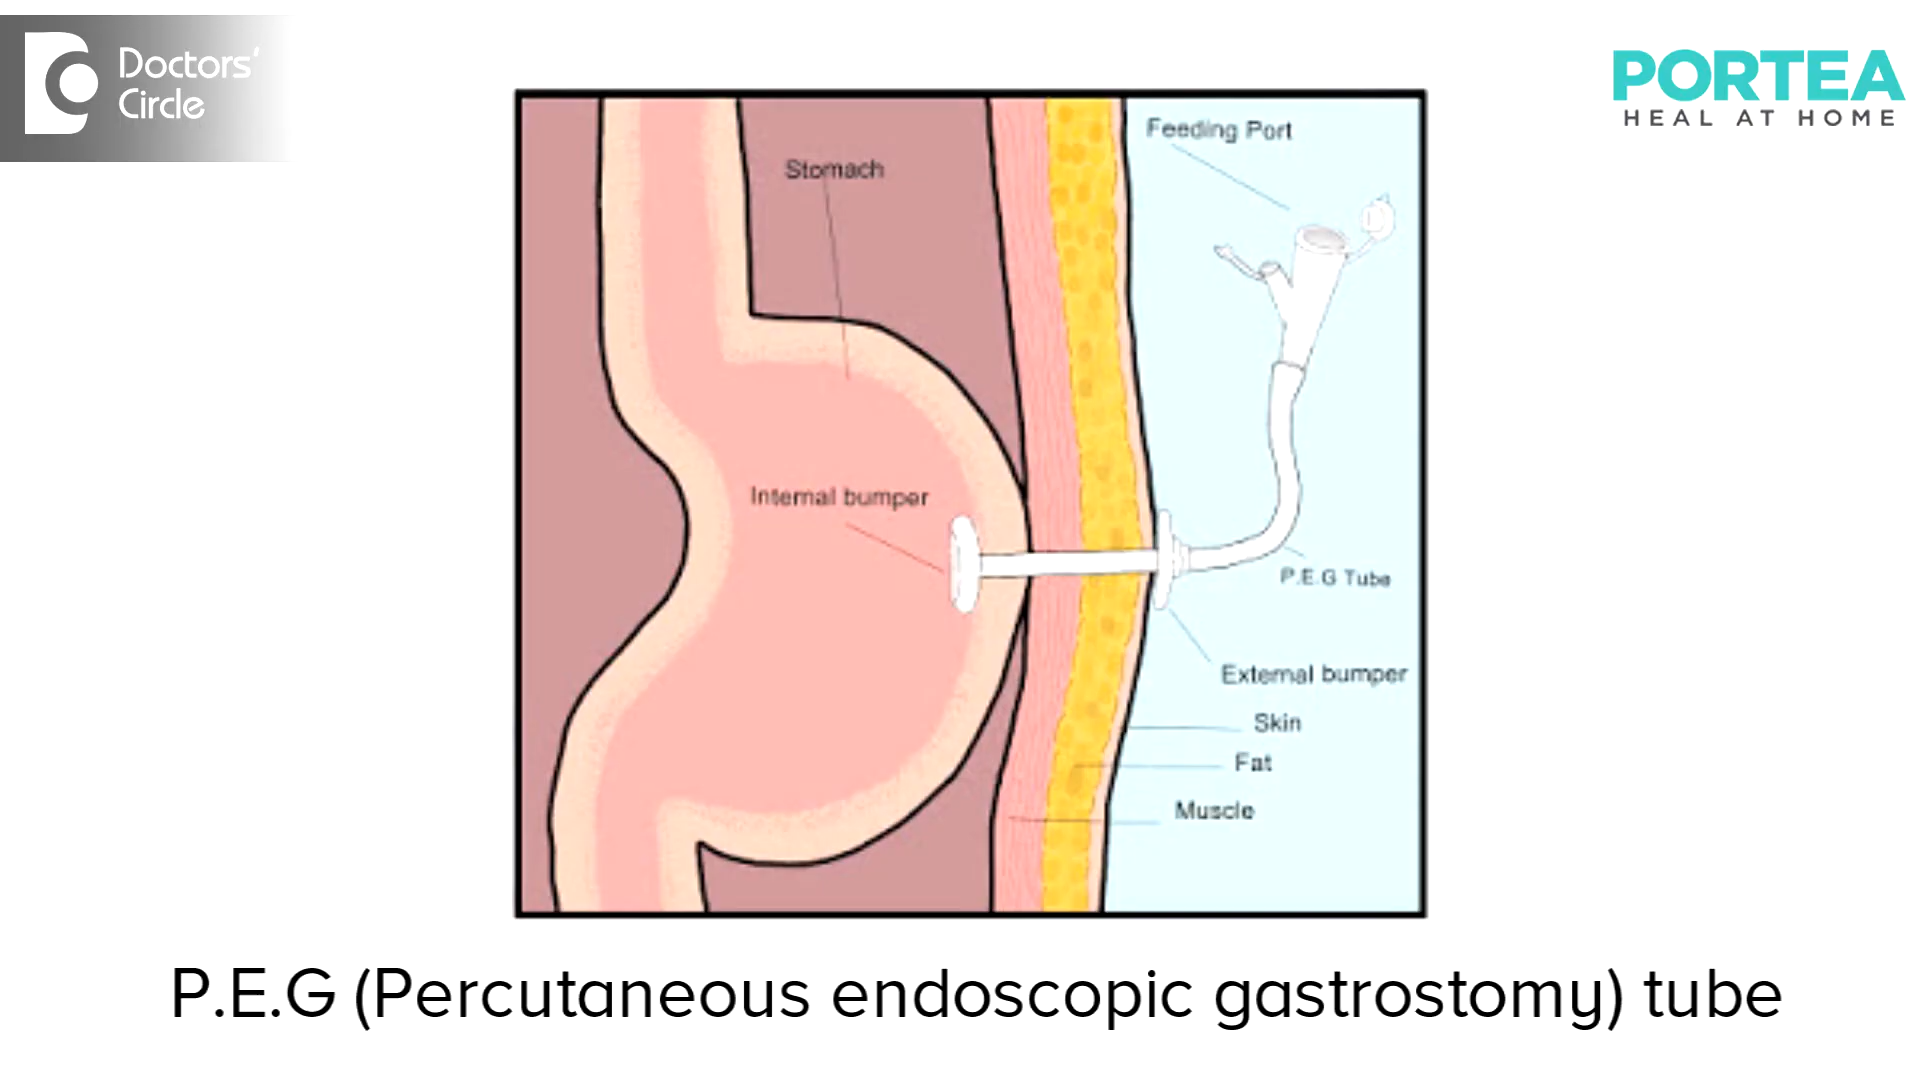 Doctors'
Circle
PORTEA
HEAL AT HOME
Feeding Port
Stomach
Internal bumper
P.E.G Tube
External bumper
Skin
Fat
Muscle
P.E.G (Percutaneous endoscopic gastrostomy) tube